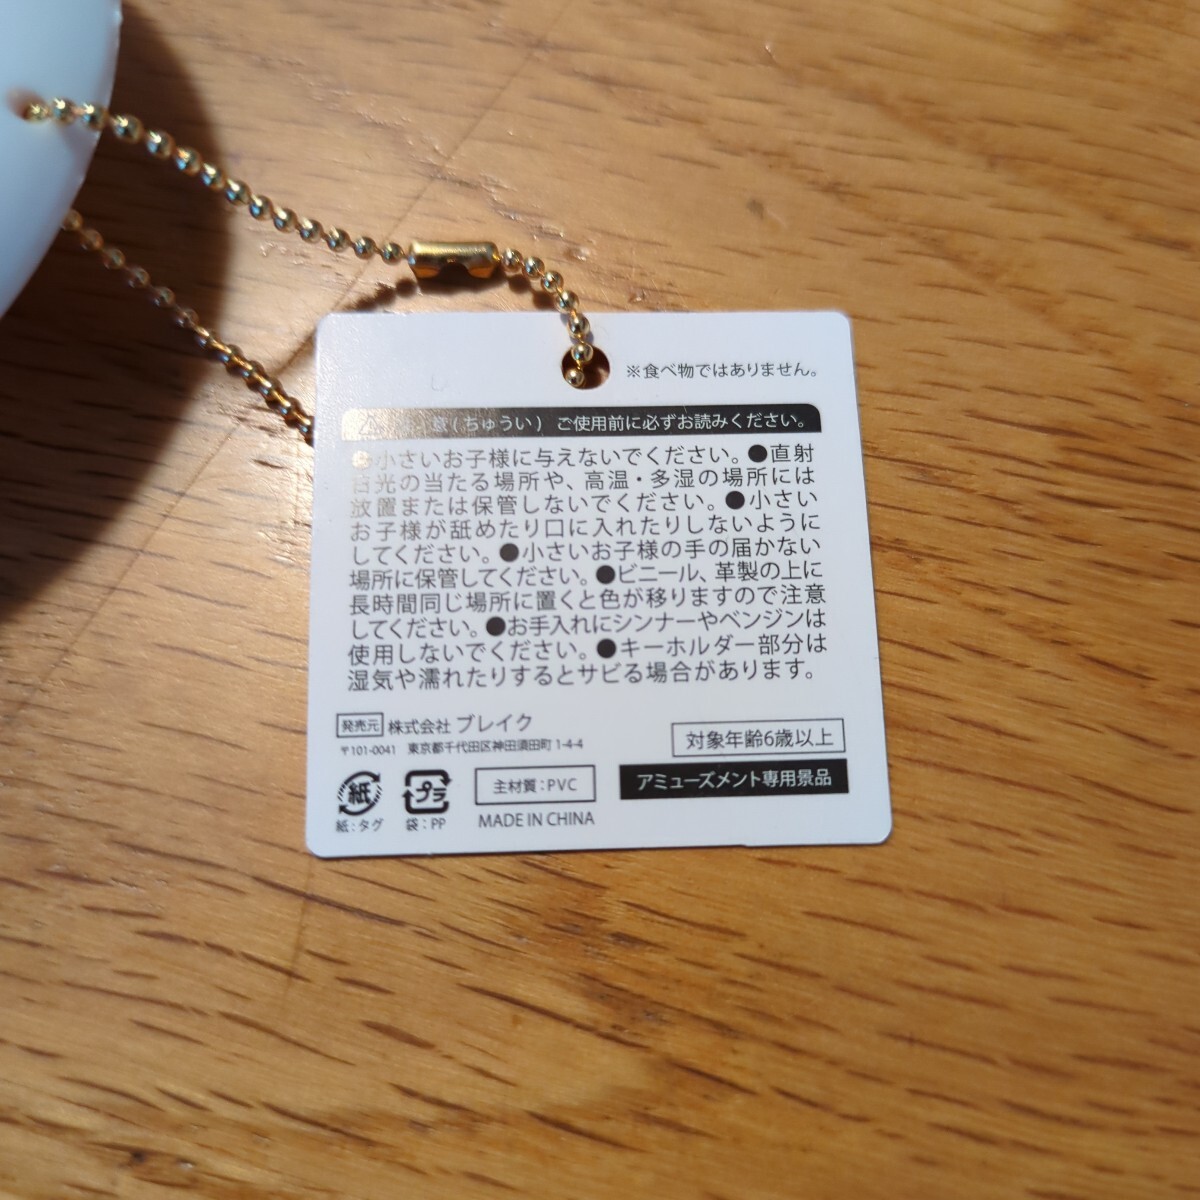 ※食べ物ではありません。
注意(ちゅうい) ご使用前に必ずお読みください。
●小さいお子様に与えないでください。●直射
日光の当たる場所や、高温・多湿の場所には
放置または保管しないでください。●小さい
お子様が舐めたり口に入れたりしないように
してください。●小さいお子様の手の届かない
場所に保管してください。●ビニール、革製の上に
長時間同じ場所に置くと色が移りますので注意
してください。●お手入れにシンナーやベンジンは
使用しないでください。●キーホルダー部分は
湿気や濡れたりするとサビる場合があります。
発売元 株式会社 ブレイク
〒101-0041 東京都千代田区神田須田町 1-4-4
対象年齢6歳以上
紙 プラ 主材質:PVC アミューズメント専用景品
紙:タグ 袋:PP MADE IN CHINA